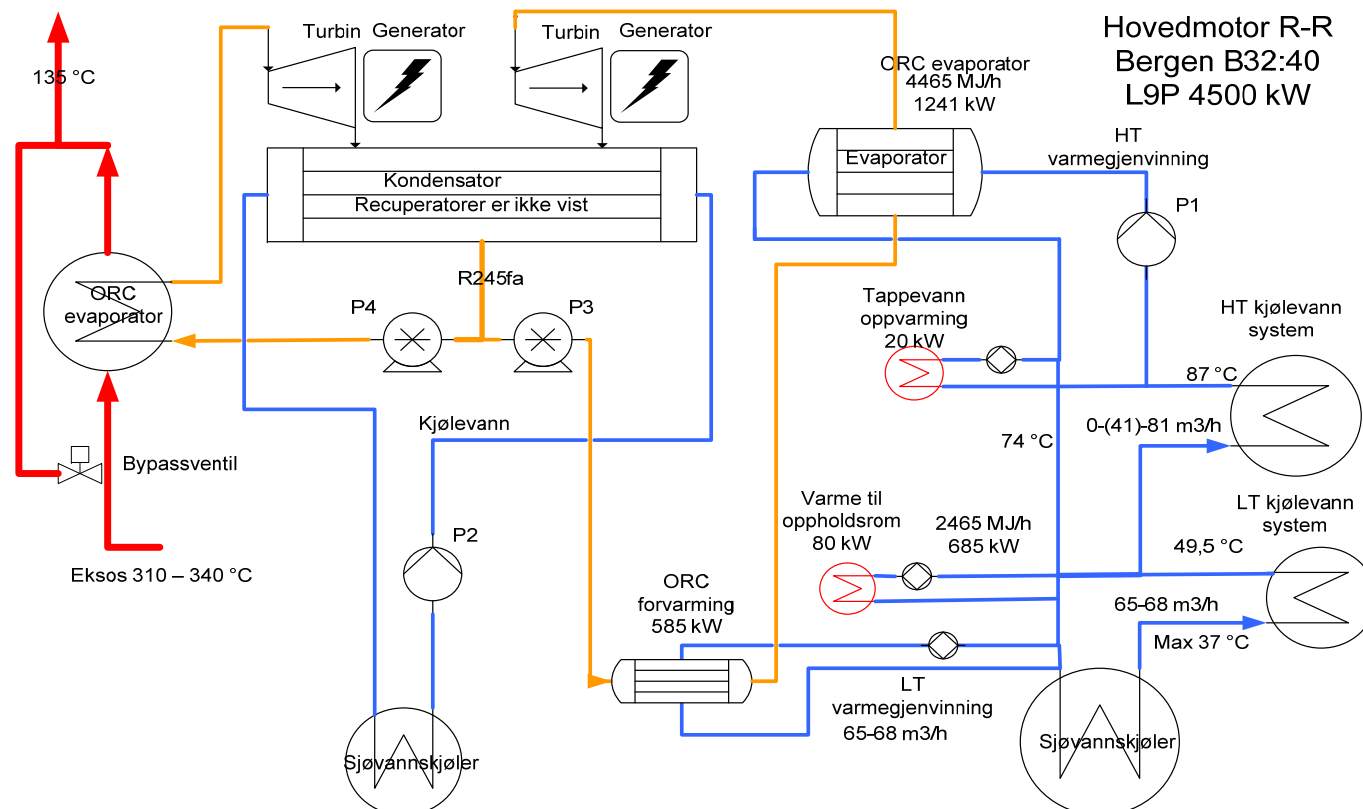 Hovedmotor R-R
Bergen B32:40
L9P 4500 kW
Turbin
Generator
Turbin
Generator
ORC evaporator
4465 MJ/h
1241 kW
135 °C
HT
varmegjenvinning
Evaporator
Kondensator
Recuperatorer er ikke vist
P1
R245fa
ORC
evaporator
P4
P3
Tappevann
oppvarming
20 kW
HT kjølevann
system
87 °C
Kjølevann
0-(41)-81 m3/h
74 °C
Bypassventil
Varme til
oppholdsrom
80 kW
2465 MJ/h
685 kW
LT kjølevann
system
49,5 °C
P2
Eksos 310 – 340 °C
ORC
forvarming
585 kW
65-68 m3/h
Max 37 °C
LT
varmegjenvinning
65-68 m3/h
Sjøvannskjøler
Sjøvannskjøler